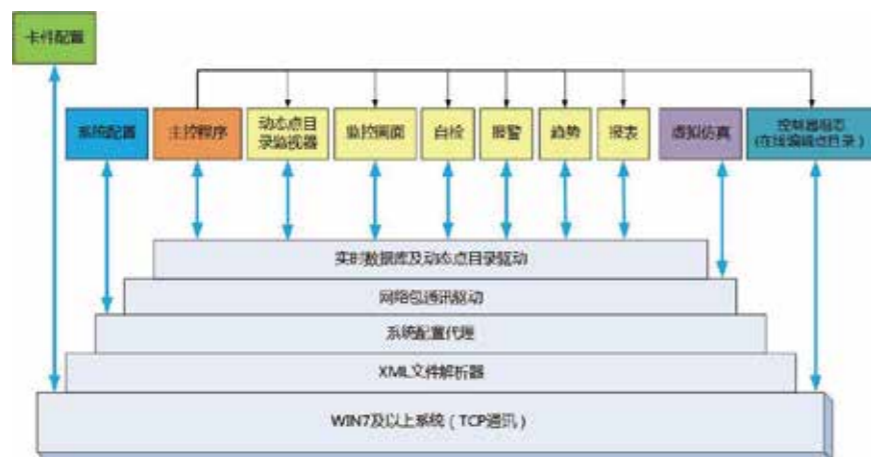 卡件配置
系统配置
主控程序
动态点目
录监视器
监控画面
自检
报警
趋势
报表
虚拟仿真
控制器组态
(在线编辑点目录)
实时数据库及动态点目录驱动
网络包通讯驱动
系统配置代理
XML文件解析器
WIN7及以上系统(TCP通讯)